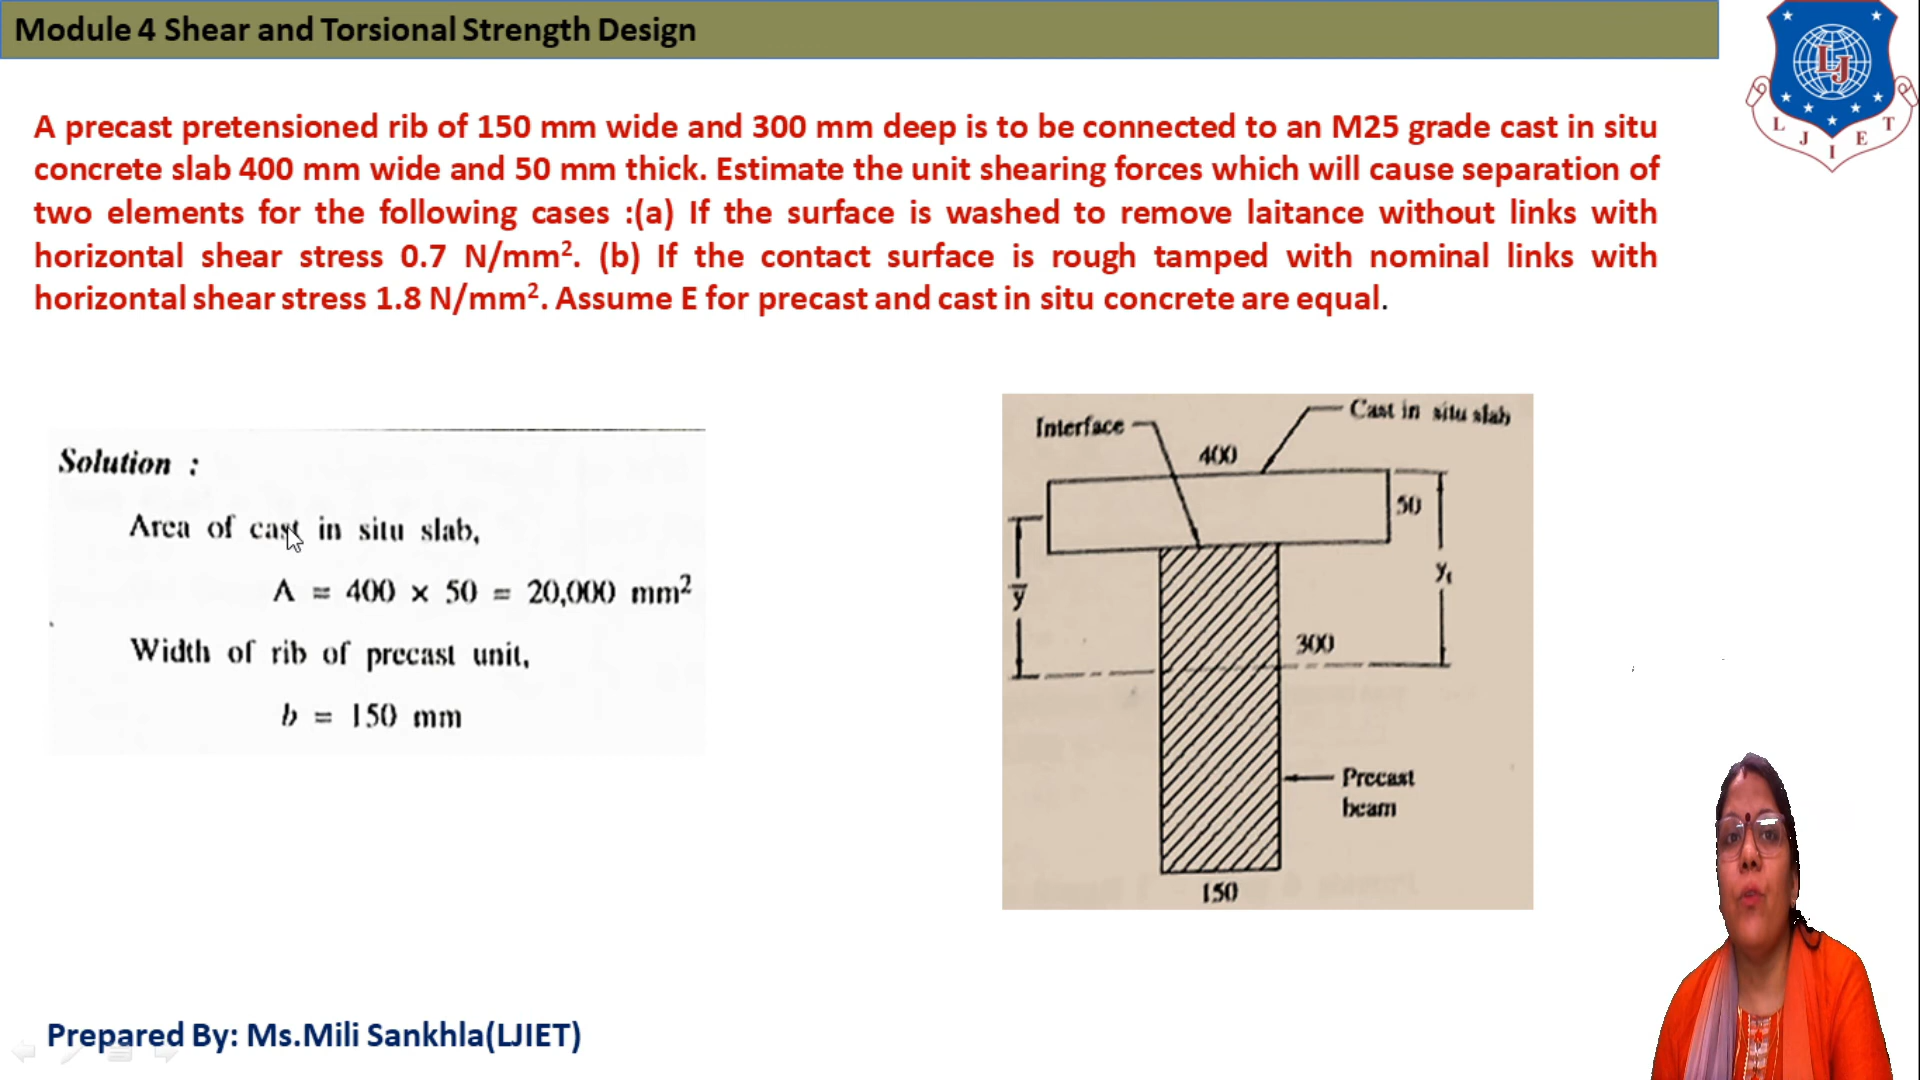 Module 4 Shear and Torsional Strength Design
A precast pretensioned rib of 150 mm wide and 300 mm deep is to be connected to an M25 grade cast in situ
concrete slab 400 mm wide and 50 mm thick. Estimate the unit shearing forces which will cause separation of
two elements for the following cases :(a) If the surface is washed to remove laitance without links with
horizontal shear stress 0.7 N/mm². (b) If the contact surface is rough tamped with nominal links with
horizontal shear stress 1.8 N/mm². Assume E for precast and cast in situ concrete are equal.
L J I E T
LJ
Solution :
Area of cast in situ slab,
A = 400 × 50 = 20,000 mm²
Width of rib of precast unit,
b = 150 mm
Interface
Cast in situ slab
400
50
y̅
yₜ
300
Precast
beam
150
Prepared By: Ms.Mili Sankhla(LJIET)